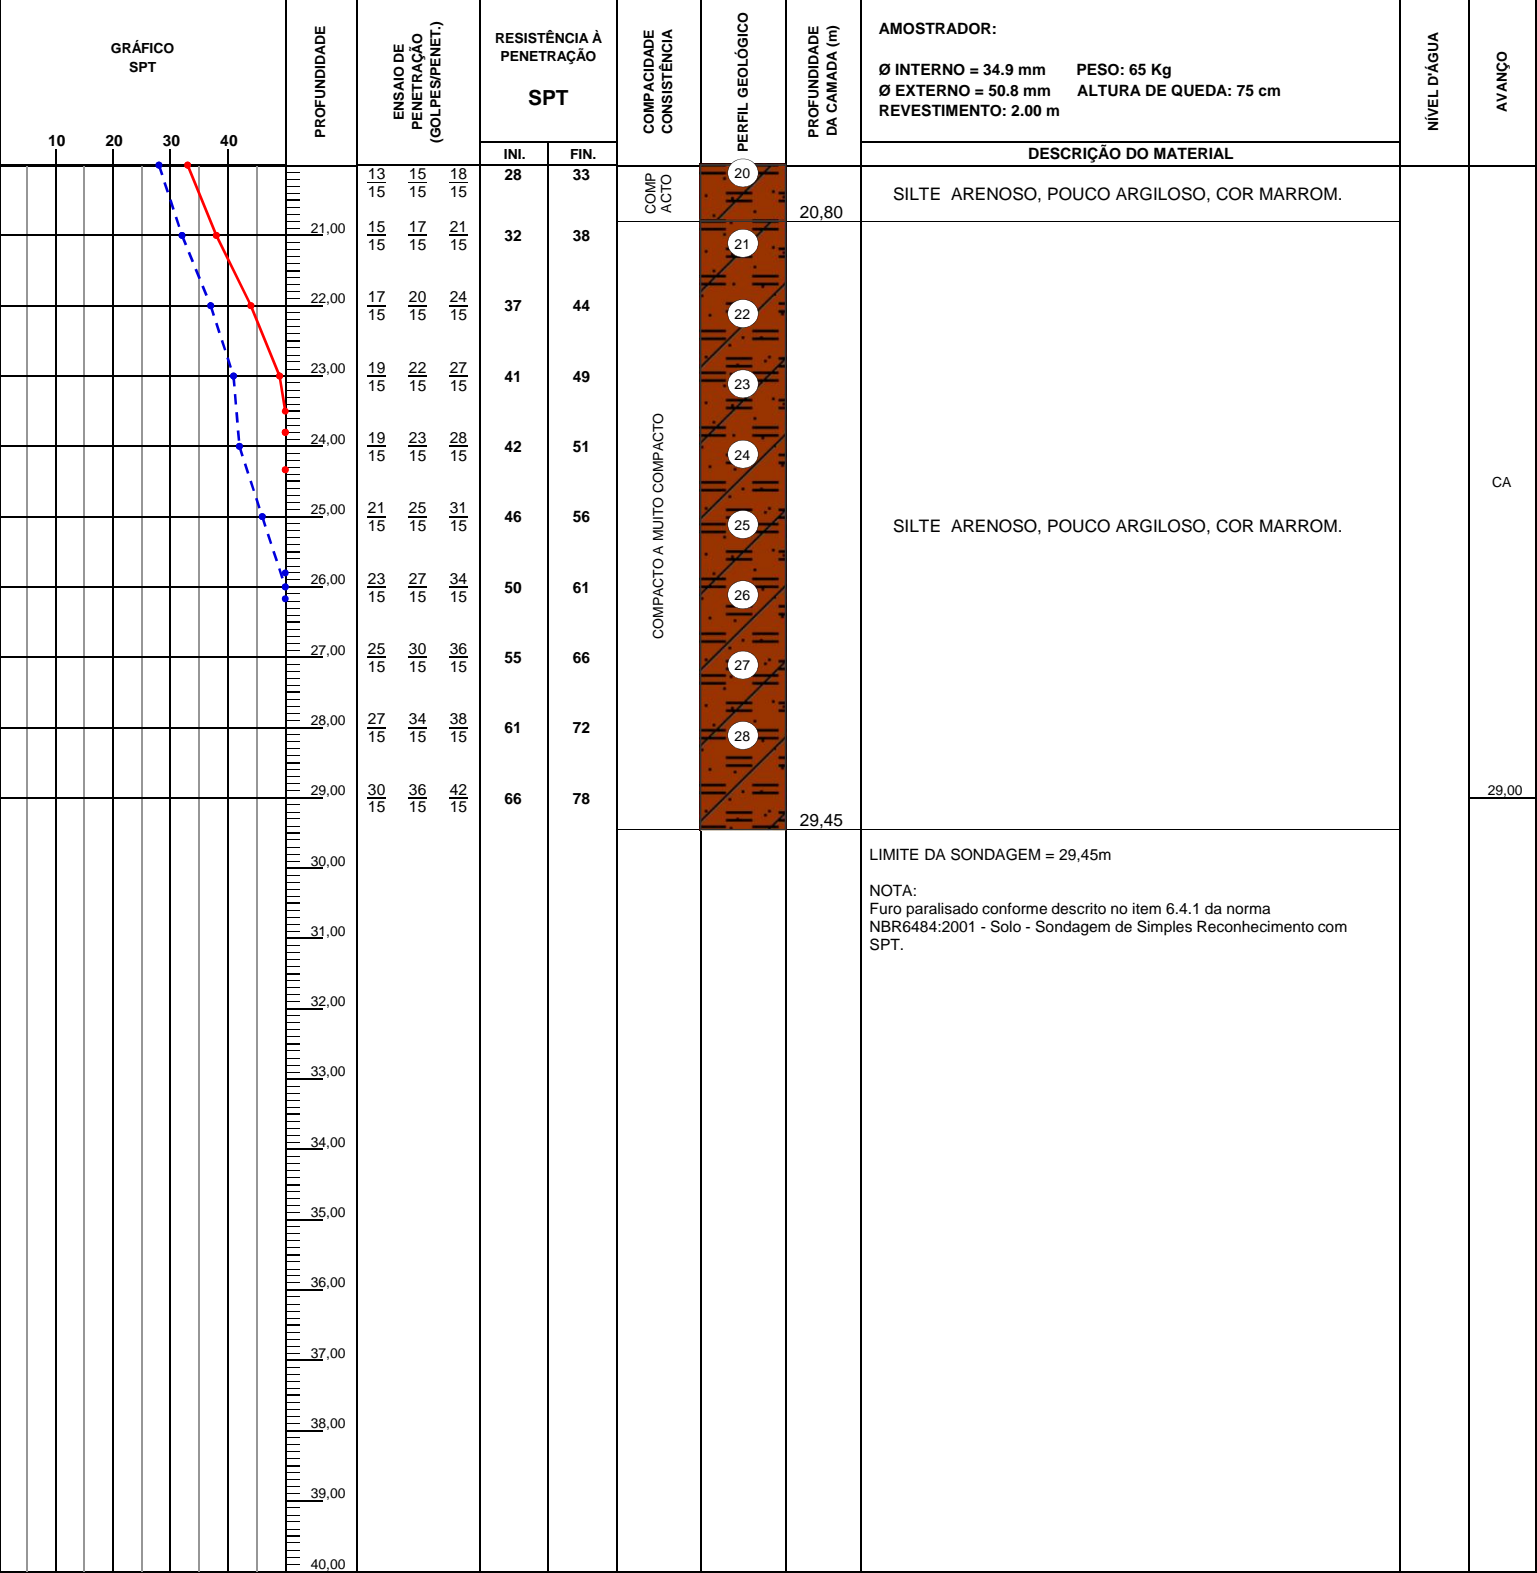 GRÁFICO
SPT
10 20 30 40
PROFUNDIDADE
ENSAIO DE
PENETRAÇÃO
(GOLPES/PENET.)
RESISTÊNCIA À
PENETRAÇÃO
SPT
INI. FIN.
COMPACIDADE
CONSISTÊNCIA
PERFIL GEOLÓGICO
PROFUNDIDADE
DA CAMADA (m)
AMOSTRADOR:
Ø INTERNO = 34.9 mm PESO: 65 Kg
Ø EXTERNO = 50.8 mm ALTURA DE QUEDA: 75 cm
REVESTIMENTO: 2.00 m
DESCRIÇÃO DO MATERIAL
NÍVEL D'ÁGUA
AVANÇO
13 15 18 28 33
15 15 15
COMP
ACTO
20
20,80
SILTE ARENOSO, POUCO ARGILOSO, COR MARROM.
21,00 15 17 21 32 38
15 15 15
21
22,00 17 20 24 37 44
15 15 15
22
23,00 19 22 27 41 49
15 15 15
23
24,00 19 23 28 42 51
15 15 15
24
25,00 21 25 31 46 56
15 15 15
25
26,00 23 27 34 50 61
15 15 15
26
27,00 25 30 36 55 66
15 15 15
27
28,00 27 34 38 61 72
15 15 15
28
29,00 30 36 42 66 78
15 15 15
COMPACTO A MUITO COMPACTO
SILTE ARENOSO, POUCO ARGILOSO, COR MARROM.
CA
29,00
29,45
LIMITE DA SONDAGEM = 29,45m
NOTA:
Furo paralisado conforme descrito no item 6.4.1 da norma
NBR6484:2001 - Solo - Sondagem de Simples Reconhecimento com
SPT.
30,00
31,00
32,00
33,00
34,00
35,00
36,00
37,00
38,00
39,00
40,00